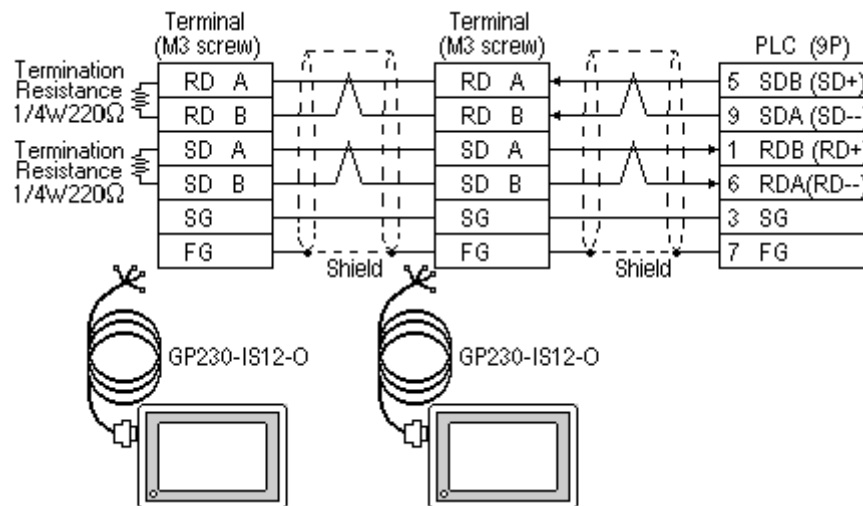 Terminal
(M3 screw)
Terminal
(M3 screw)
PLC (9P)
Termination
Resistance
1/4W220Ω
Termination
Resistance
1/4W220Ω
RD A
RD B
SD A
SD B
SG
FG
Shield
RD A
RD B
SD A
SD B
SG
FG
Shield
5 SDB (SD+)
9 SDA (SD--)
1 RDB (RD+)
6 RDA(RD--)
3 SG
7 FG
GP230-IS12-O
GP230-IS12-O